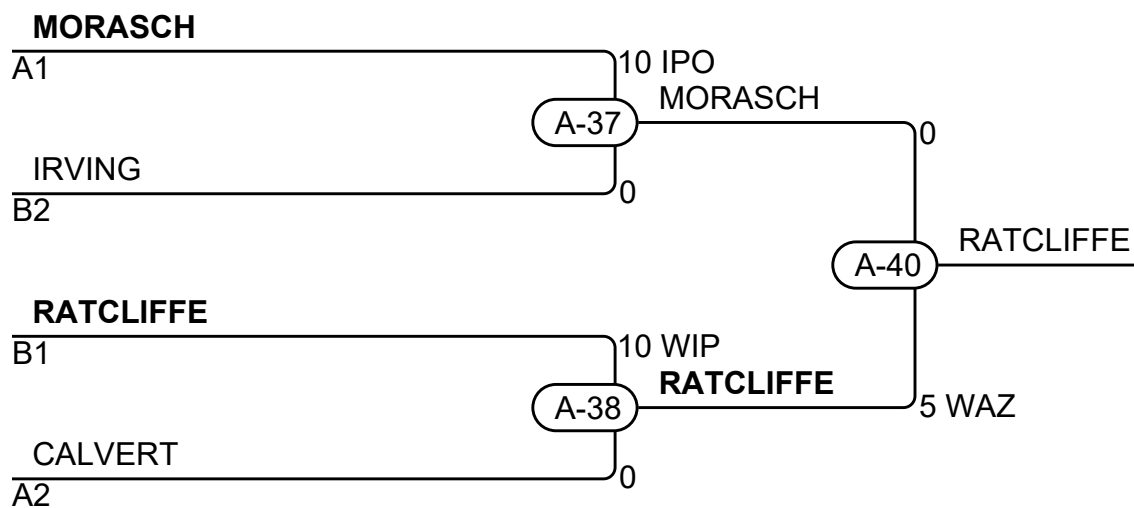 MORASCH
A1
10 IPO
MORASCH
A-37
0
IRVING
0
B2
RATCLIFFE
A-40
RATCLIFFE
B1
10 WIP
RATCLIFFE
A-38
5 WAZ
CALVERT
0
A2